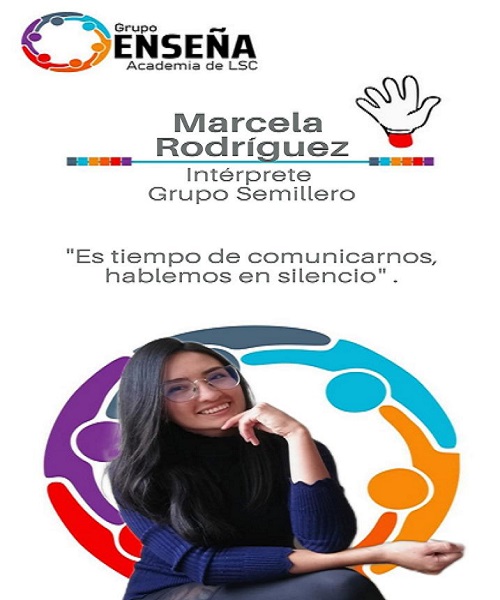 Grupo
ENSEÑA
Academia de LSC
Marcela
Rodríguez
Intérprete
Grupo Semillero
"Es tiempo de comunicarnos,
hablemos en silencio" .